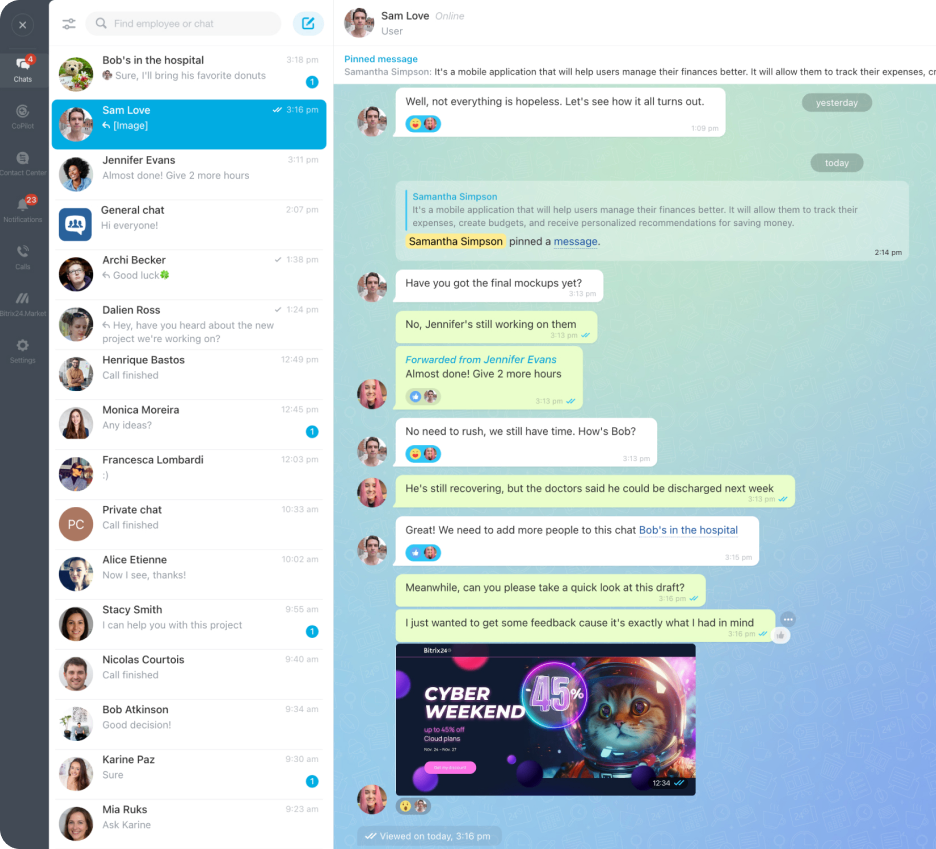 4
Chats
CoPilot
Contact Center
23
Notifications
Calls
Bitrix24.Market
Settings
Find employee or chat
Bob's in the hospital 3:18 pm
Sure, I'll bring his favorite donuts
1
Sam Love 3:16 pm
[Image]
Jennifer Evans 3:11 pm
Almost done! Give 2 more hours
General chat 2:07 pm
Hi everyone!
Archi Becker 1:38 pm
Good luck🍀
Dalien Ross 1:24 pm
Hey, have you heard about the new
project we're working on?
Henrique Bastos 12:49 pm
Call finished
Monica Moreira 12:45 pm
Any ideas?
1
Francesca Lombardi 12:03 pm
:)
PC
Private chat 10:33 am
Call finished
Alice Etienne 10:02 am
Now I see, thanks!
Stacy Smith 9:55 am
I can help you with this project
1
Nicolas Courtois 9:40 am
Call finished
Bob Atkinson 9:34 am
Good decision!
Karine Paz 9:30 am
Sure
1
Mia Ruks 9:23 am
Ask Karine
Sam Love Online
User
Pinned message
Samantha Simpson: It's a mobile application that will help users manage their finances better. It will allow them to track their expenses, cr
Well, not everything is hopeless. Let's see how it all turns out.
1:09 pm
yesterday
today
Samantha Simpson
It's a mobile application that will help users manage their finances better. It will allow them to track their
expenses, create budgets, and receive personalized recommendations for saving money.
Samantha Simpson pinned a message.
2:14 pm
Have you got the final mockups yet?
3:13 pm
No, Jennifer's still working on them
3:13 pm
Forwarded from Jennifer Evans
Almost done! Give 2 more hours
3:13 pm
No need to rush, we still have time. How's Bob?
3:13 pm
He's still recovering, but the doctors said he could be discharged next week
3:13 pm
Great! We need to add more people to this chat Bob's in the hospital
3:15 pm
Meanwhile, can you please take a quick look at this draft?
3:16 pm
I just wanted to get some feedback cause it's exactly what I had in mind
3:16 pm
Bitrix24
CYBER
WEEKEND
-45%
up to 45% off
Cloud plans
Nov. 24 - Nov. 27
12:34
Viewed on today, 3:16 pm